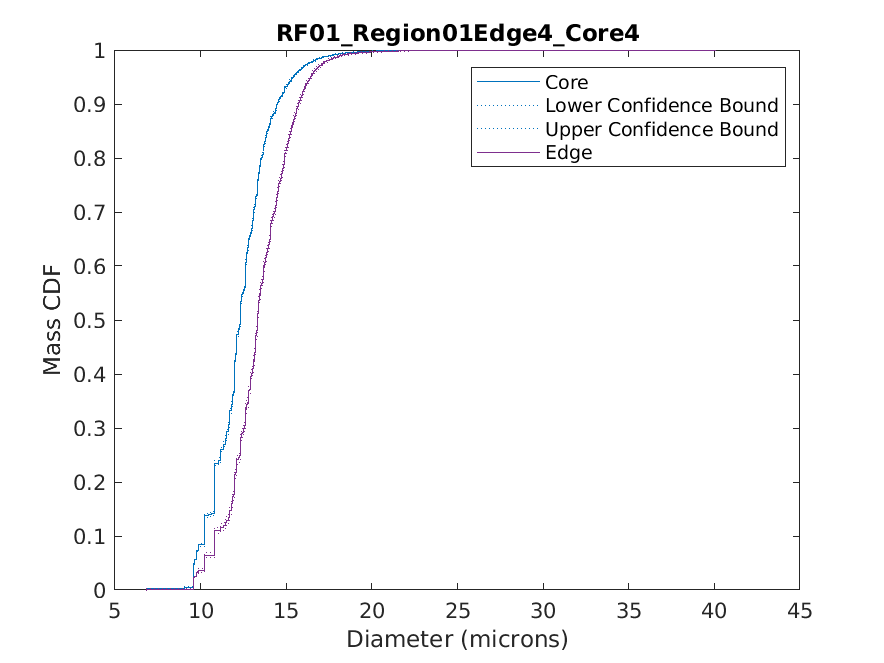 RF01_Region01Edge4_Core4
1
0.9
0.8
0.7
0.6
0.5
0.4
0.3
0.2
0.1
0
Mass CDF
Core
Lower Confidence Bound
Upper Confidence Bound
Edge
5 10 15 20 25 30 35 40 45
Diameter (microns)